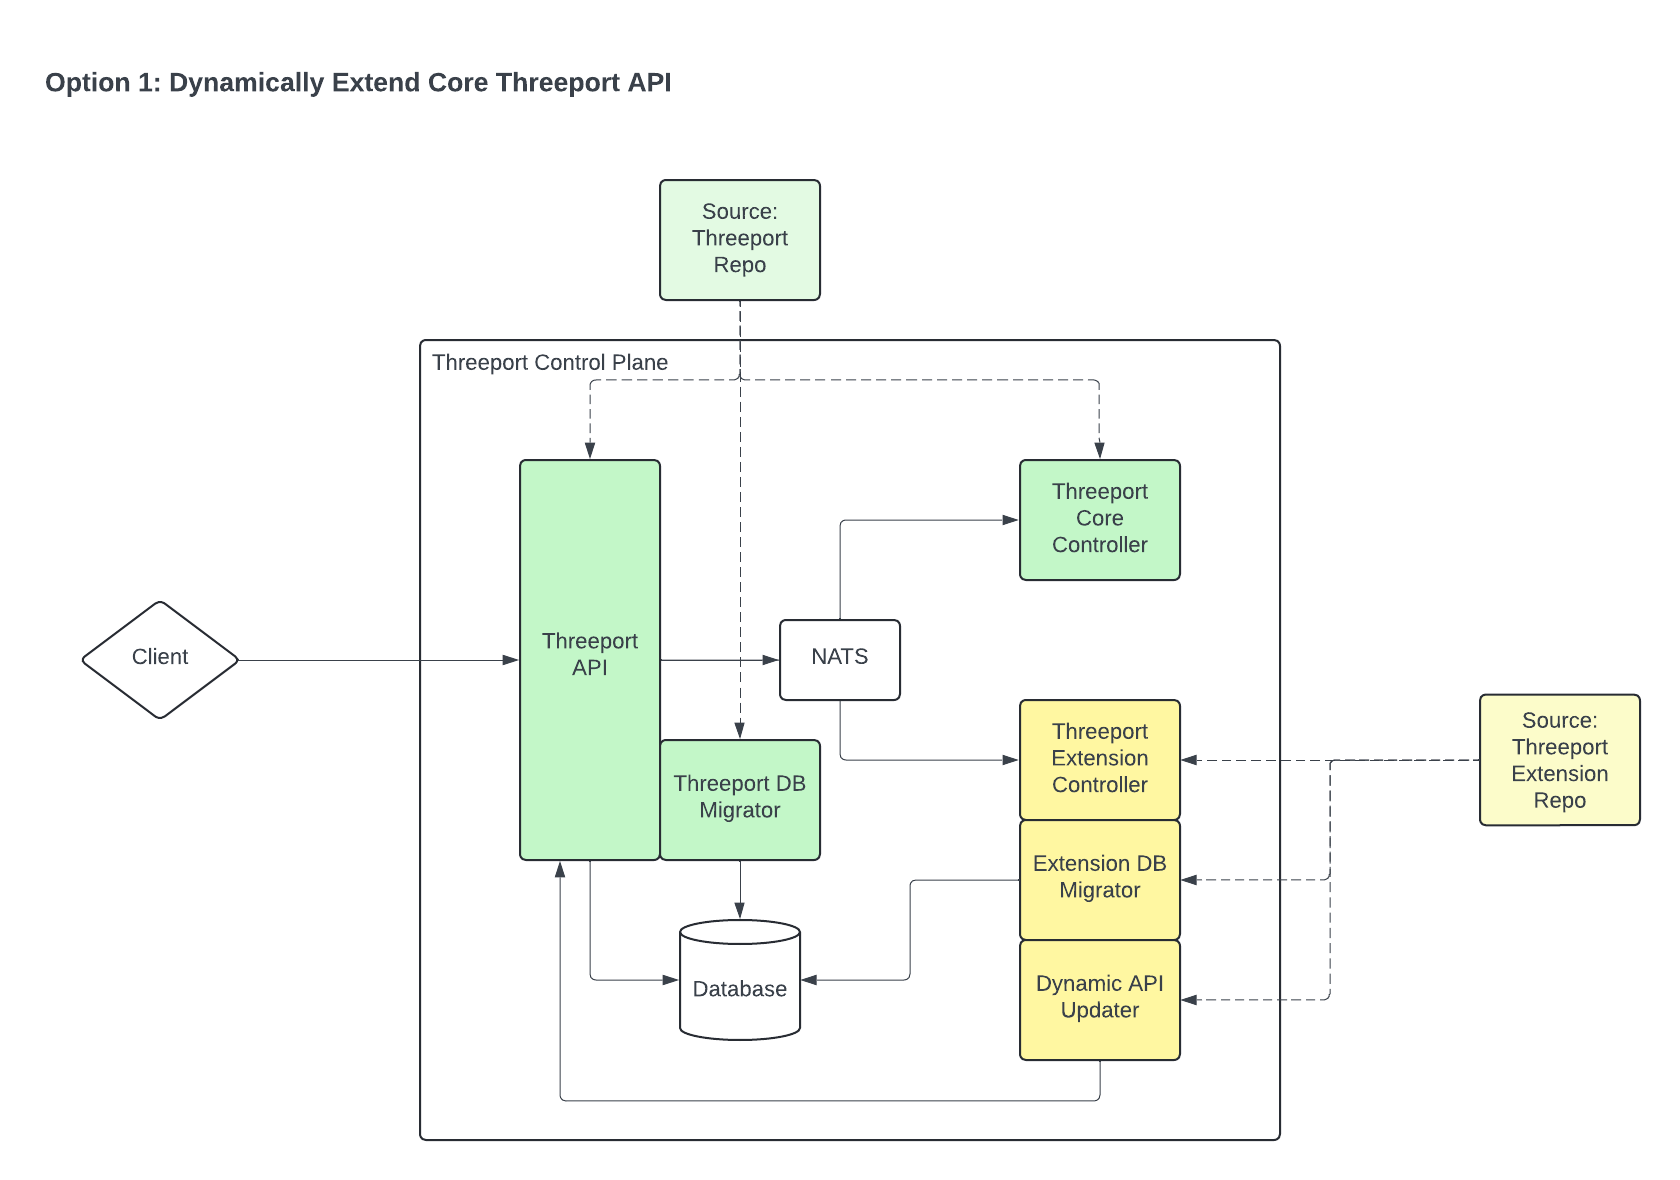 Option 1: Dynamically Extend Core Threeport API
Source:
Threeport
Repo
Threeport Control Plane
Threeport
Core
Controller
Client
Threeport
API
NATS
Threeport
Extension
Controller
Source:
Threeport
Extension
Repo
Threeport DB
Migrator
Extension DB
Migrator
Database
Dynamic API
Updater